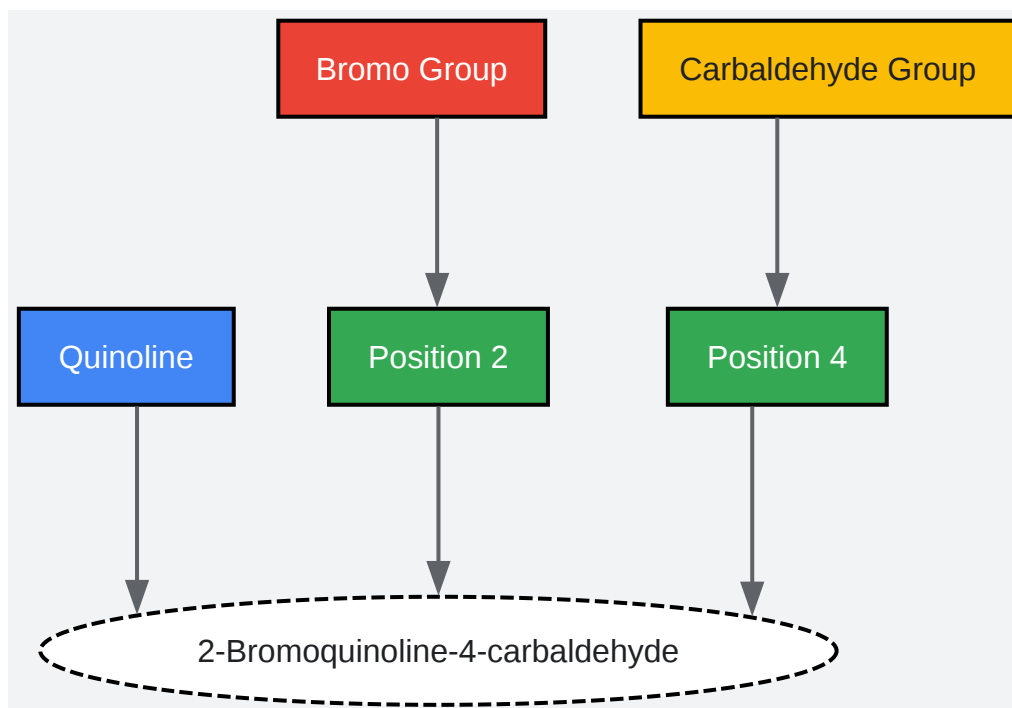 Bromo Group
Carbaldehyde Group
Quinoline
Position 2
Position 4
2-Bromoquinoline-4-carbaldehyde